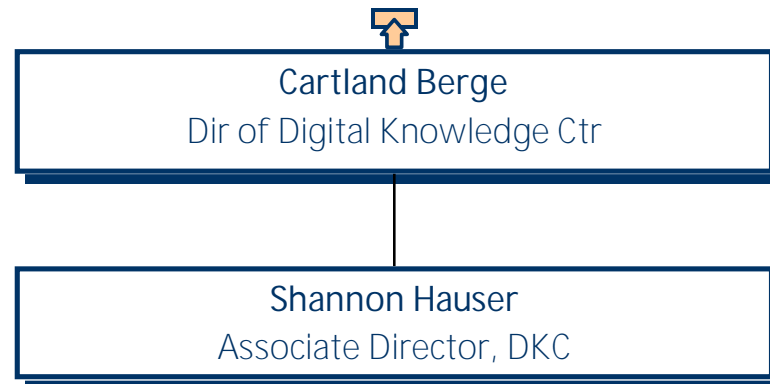 Cartland Berge
Dir of Digital Knowledge Ctr
Shannon Hauser
Associate Director, DKC